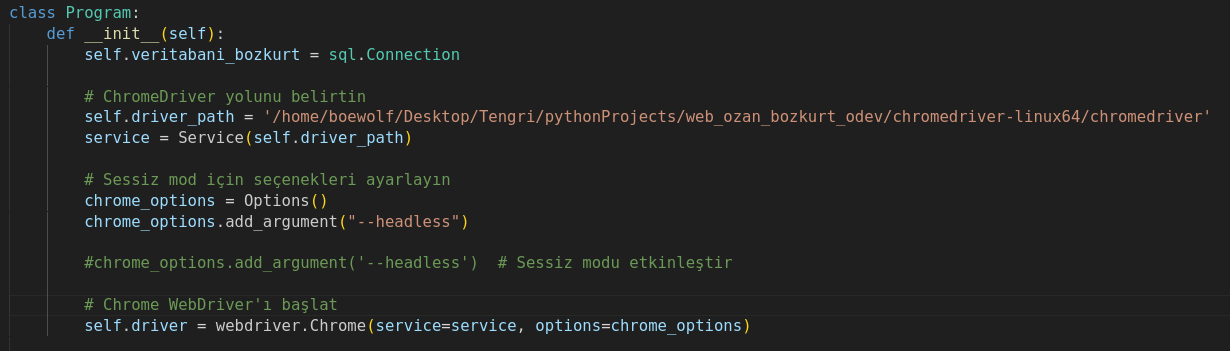 class Program:
    def __init__(self):
        self.veritabani_bozkurt = sql.Connection
        # ChromeDriver yolunu belirtin
        self.driver_path = '/home/boewolf/Desktop/Tengri/pythonProjects/web_ozan_bozkurt_odev/chromedriver-linux64/chromedriver'
        service = Service(self.driver_path)
        # Sessiz mod için seçenekleri ayarlayın
        chrome_options = Options()
        chrome_options.add_argument("--headless")
        #chrome_options.add_argument('--headless')  # Sessiz modu etkinleştir
        # Chrome WebDriver'ı başlat
        self.driver = webdriver.Chrome(service=service, options=chrome_options)